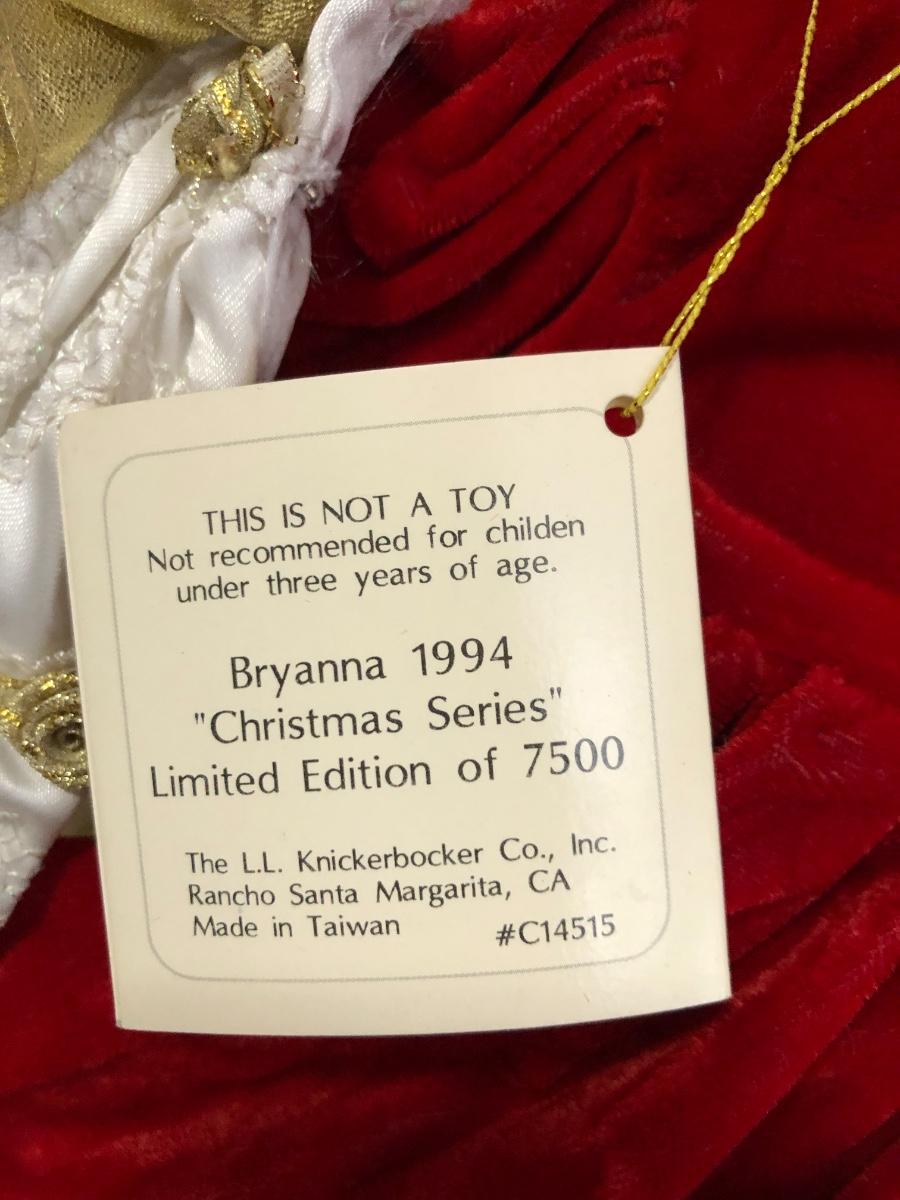 THIS IS NOT A TOY
Not recommended for childen
under three years of age.
Bryanna 1994
"Christmas Series"
Limited Edition of 7500
The L.L. Knickerbocker Co., Inc.
Rancho Santa Margarita, CA
Made in Taiwan #C14515